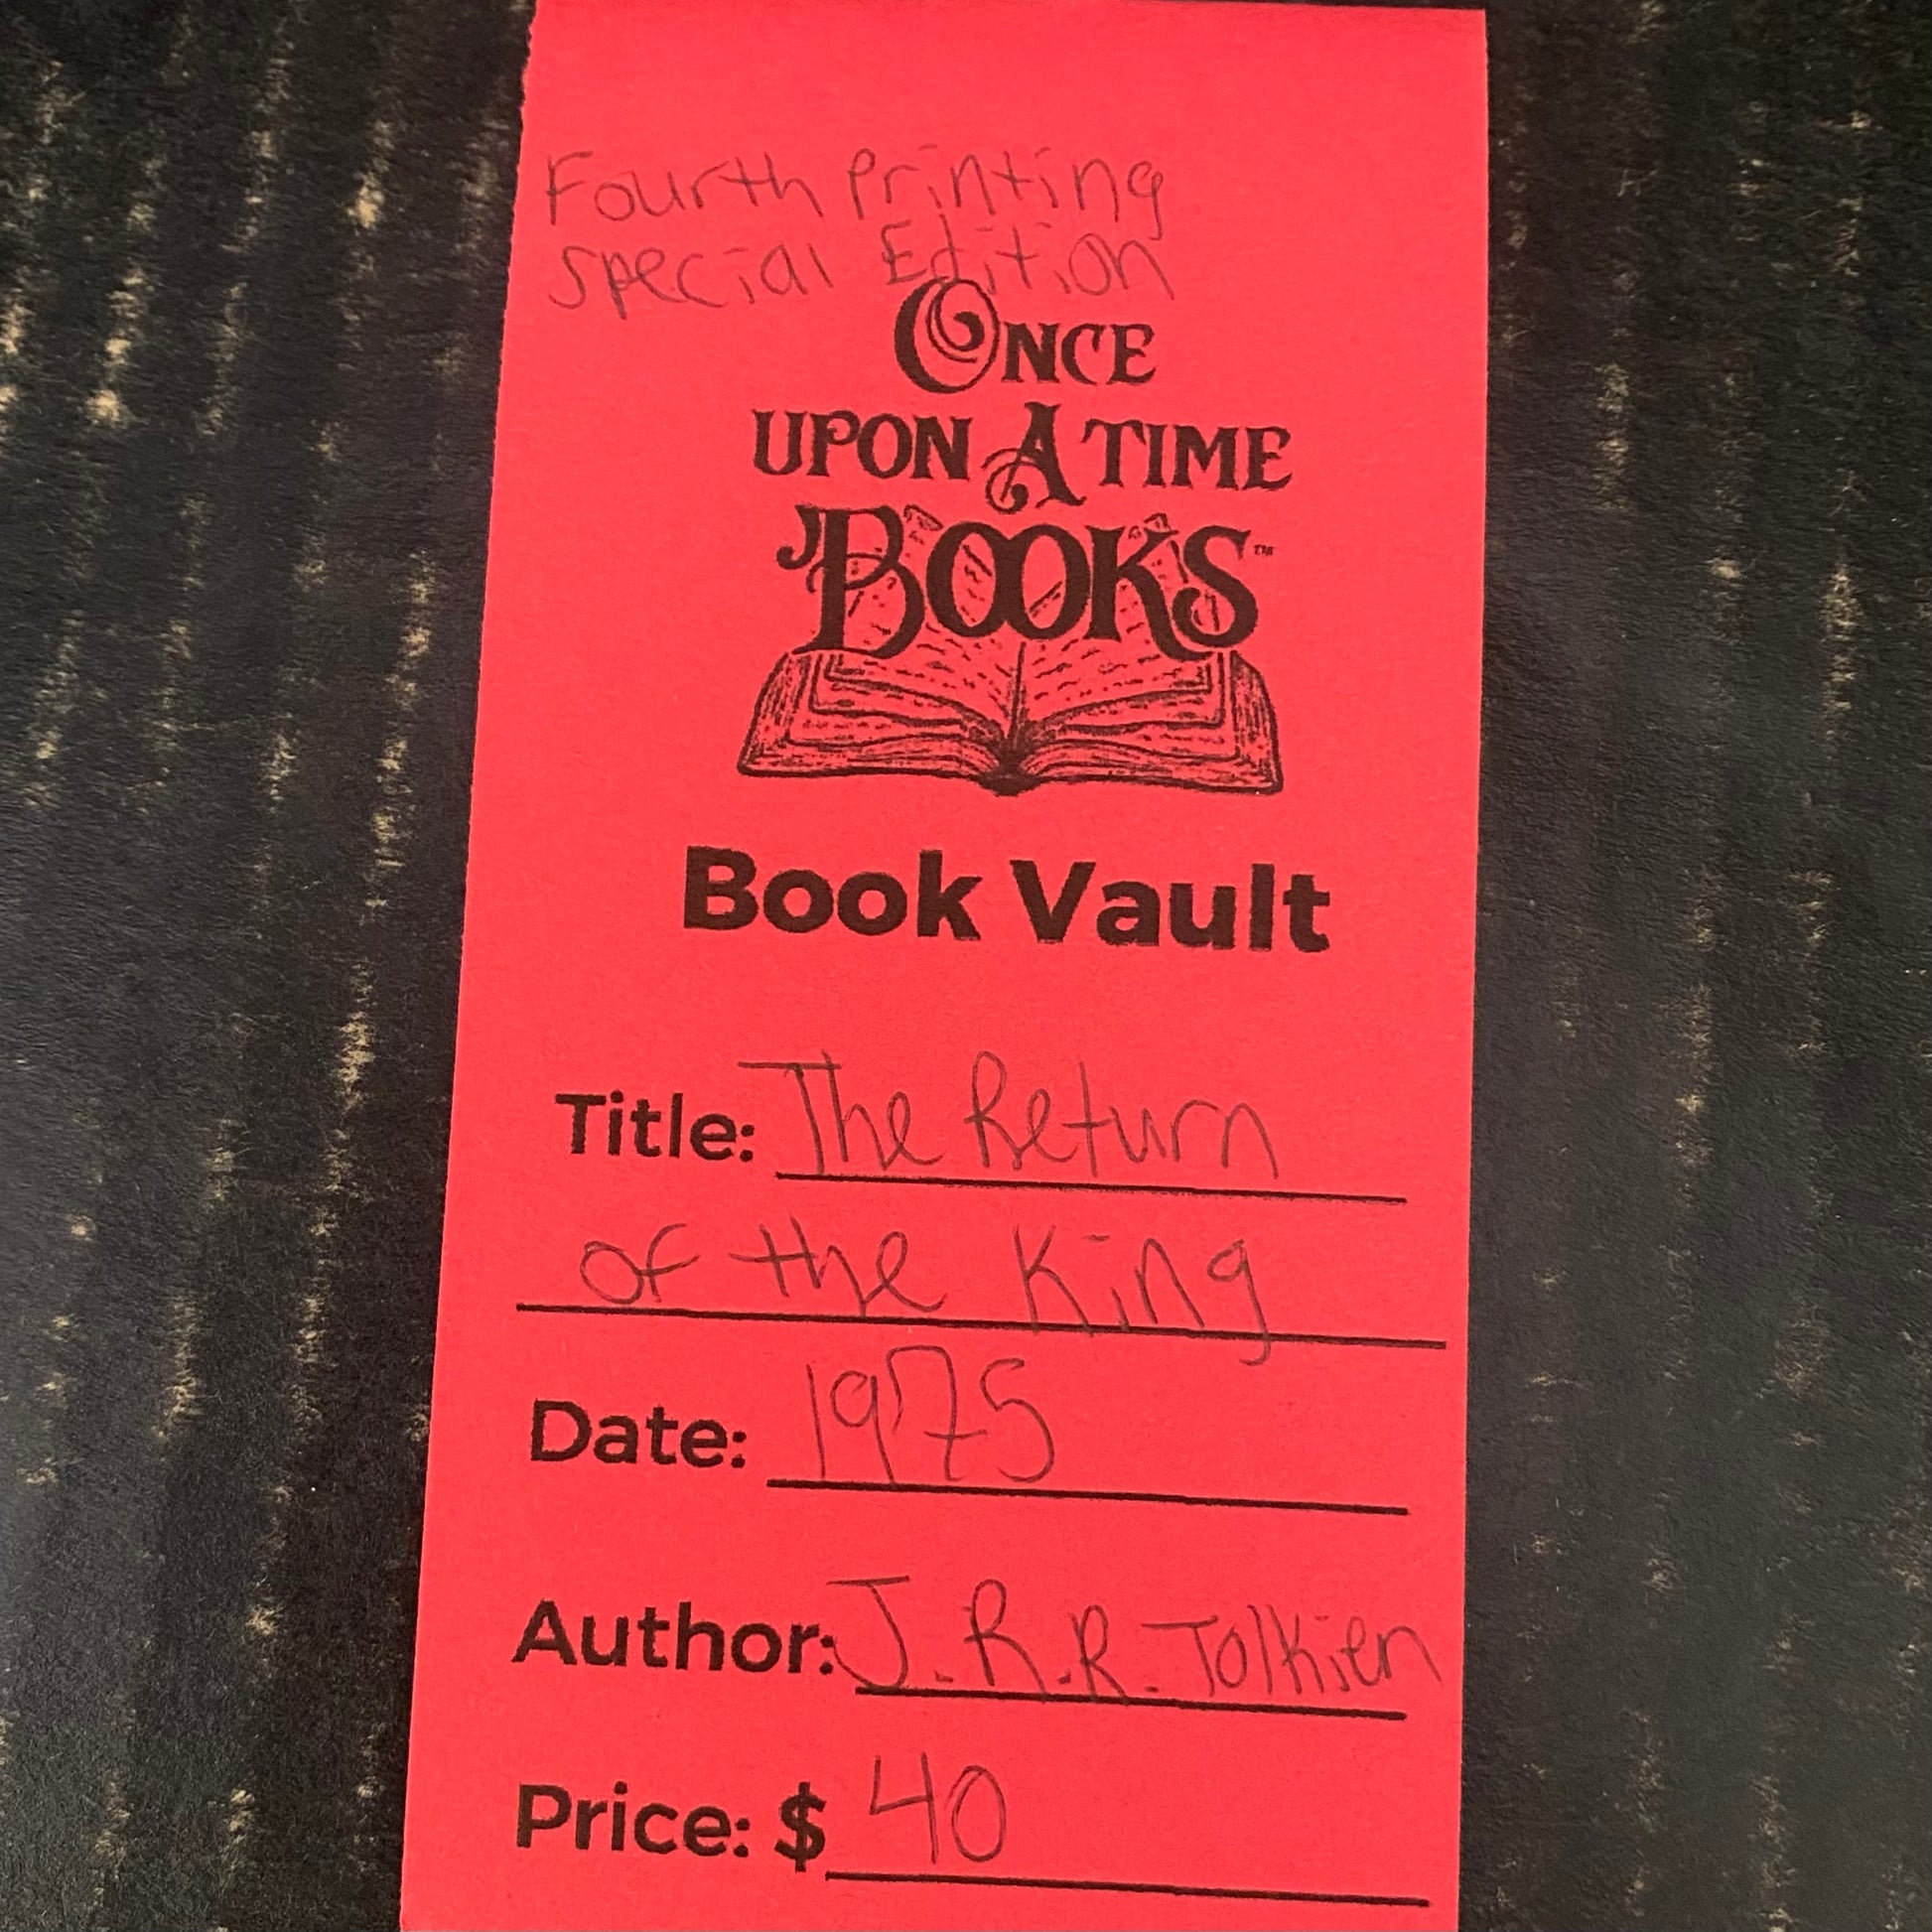 Fourth Printing
Special Edition
ONCE
UPON A TIME
BOOKS™
Book Vault
Title: The Return
of the King
Date: 1975
Author: J.R.R. Tolkien
Price: $ 40